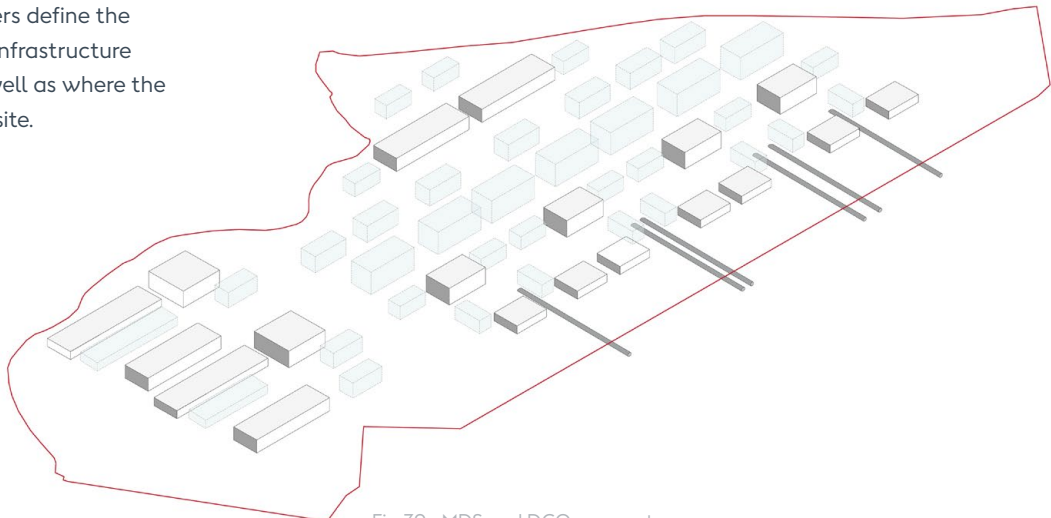 ers define the
nfrastructure
vell as where the
site.